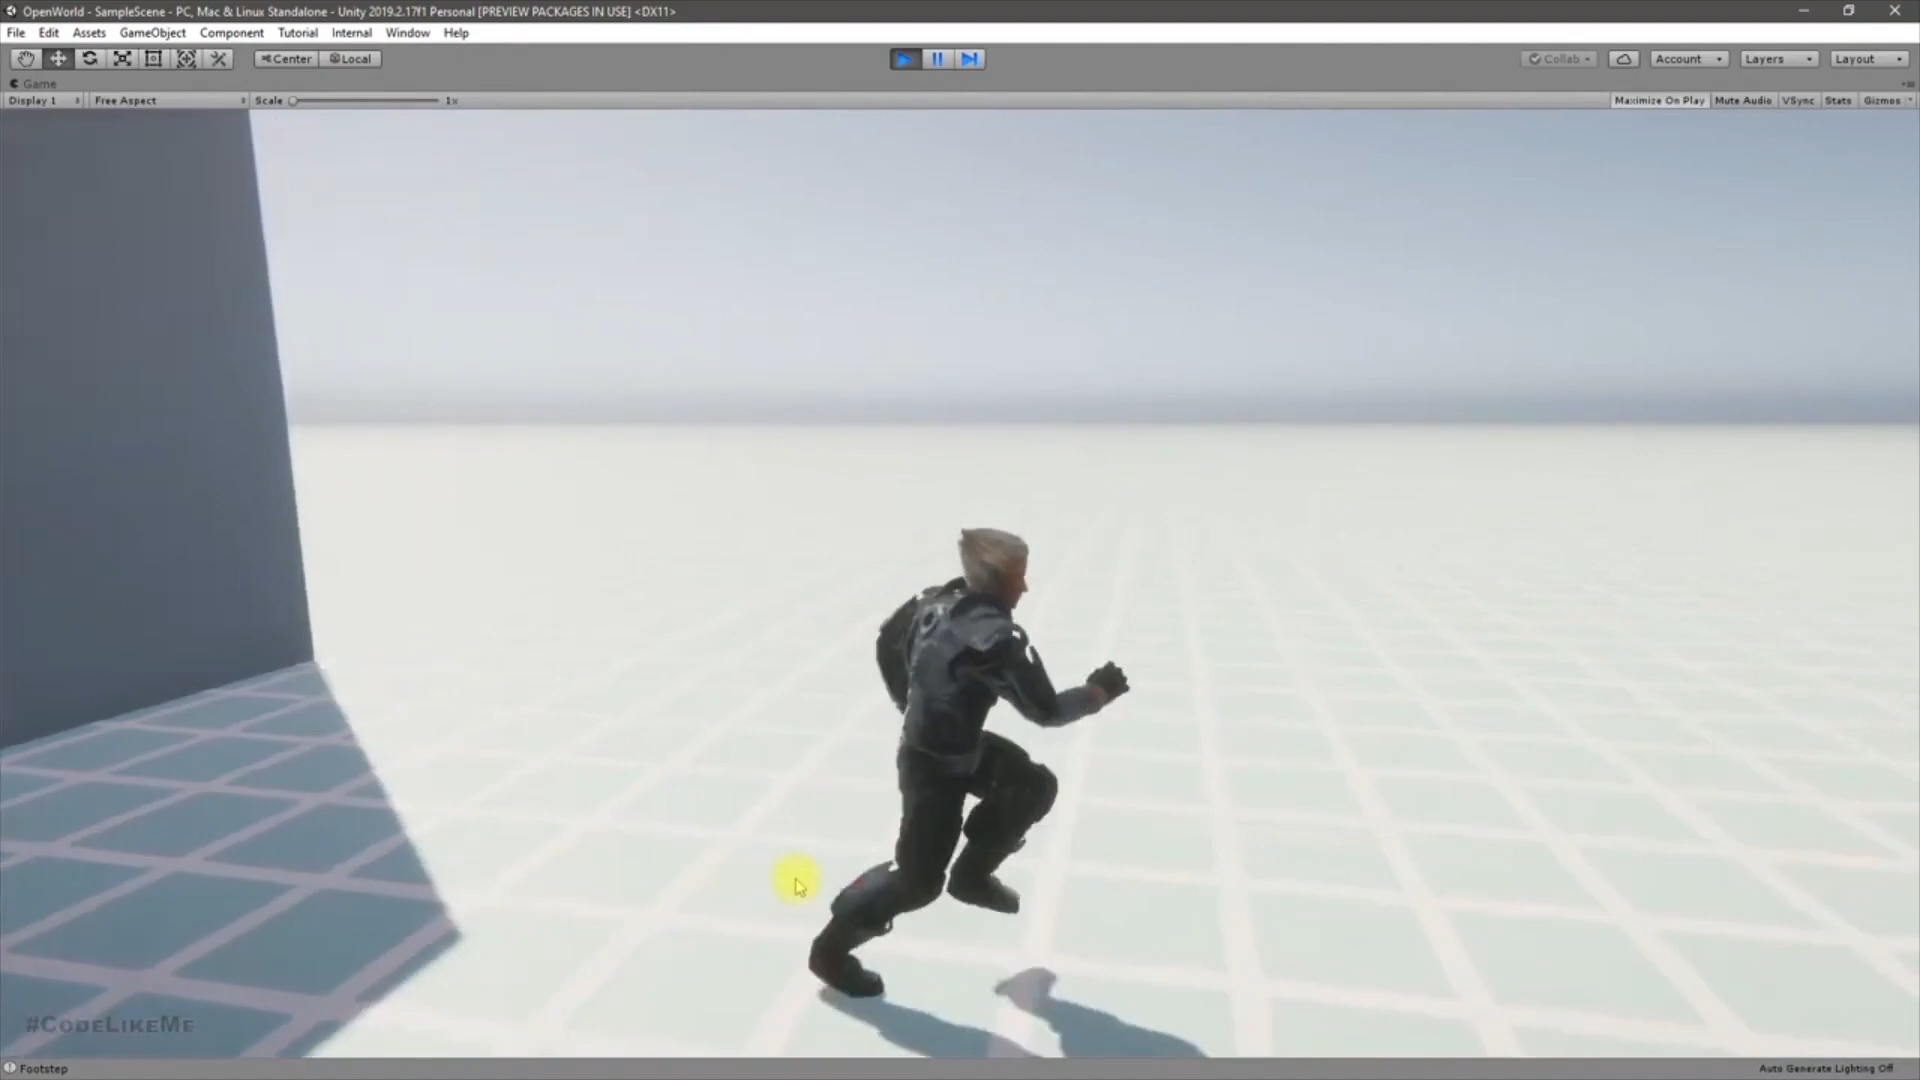 OpenWorld - SampleScene - PC, Mac & Linux Standalone - Unity 2019.2.17f1 Personal [PREVIEW PACKAGES IN USE] <DX11>
File Edit Assets GameObject Component Tutorial Internal Window Help
Center Local Collab Account Layers Layout
Game
Display 1 Free Aspect Scale 1x Maximize On Play Mute Audio VSync Stats Gizmos
#CodeLikeMe
Footstep Auto Generate Lighting Off